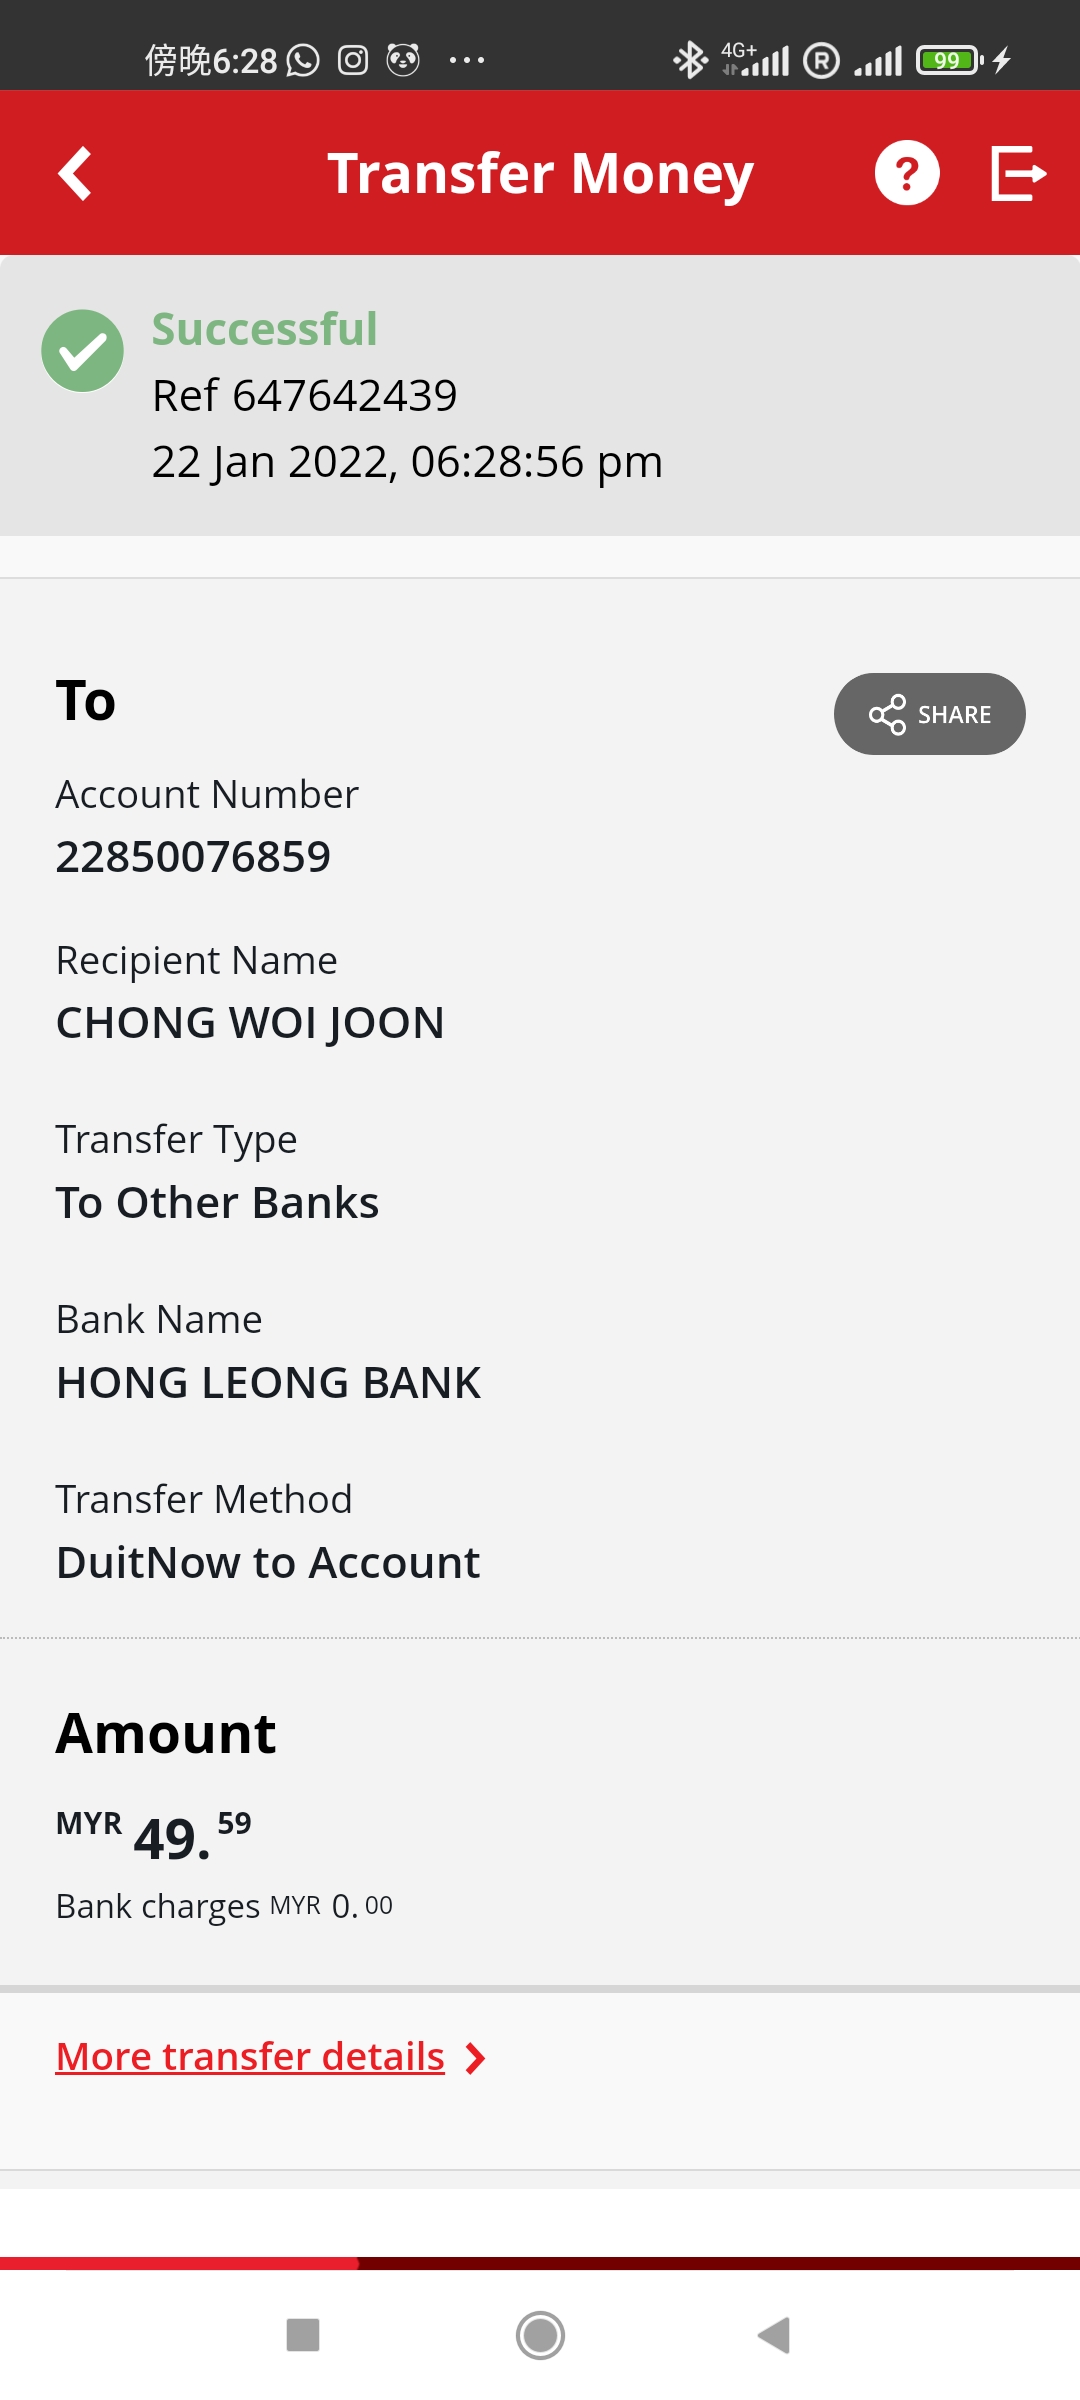 傍晚6:28
4G+ R 99
Transfer Money
?
Successful
Ref 647642439
22 Jan 2022, 06:28:56 pm
To
SHARE
Account Number
22850076859
Recipient Name
CHONG WOI JOON
Transfer Type
To Other Banks
Bank Name
HONG LEONG BANK
Transfer Method
DuitNow to Account
Amount
MYR 49.59
Bank charges MYR 0.00
More transfer details